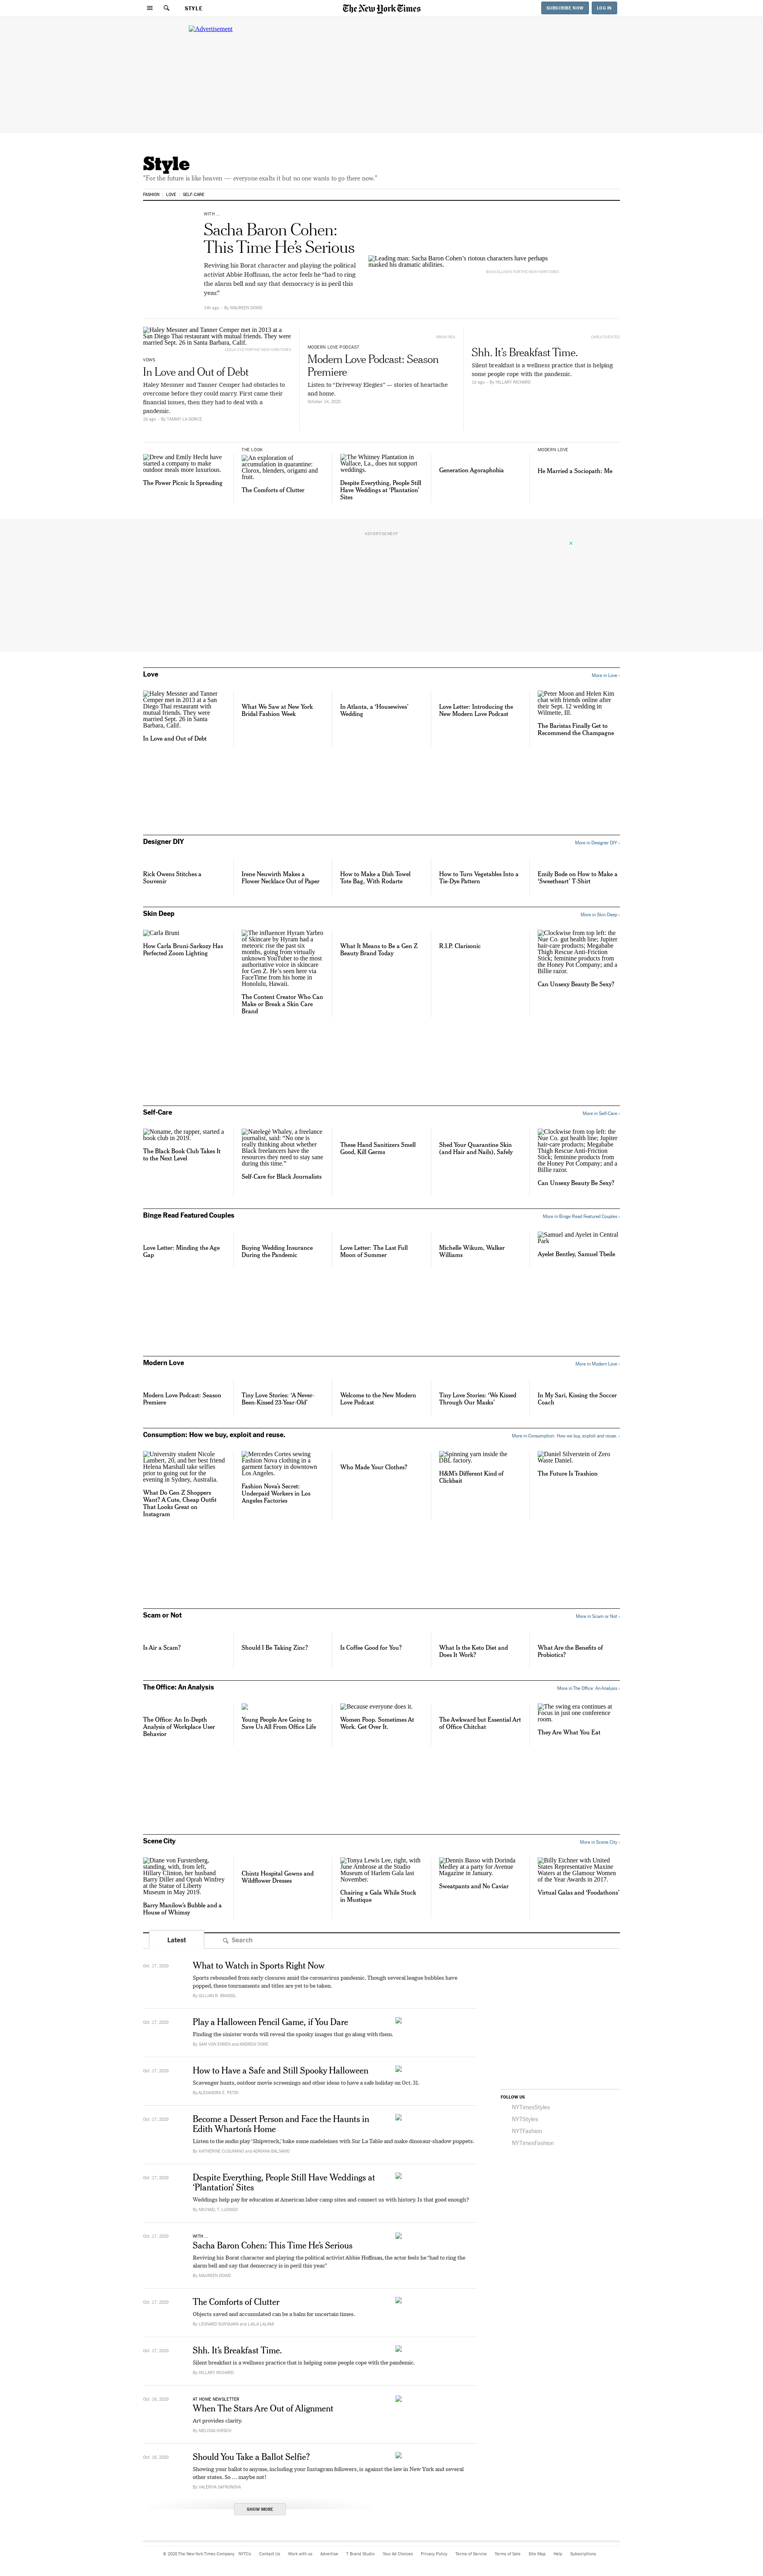 STYLE
The New York Times
SUBSCRIBE NOW
LOG IN
Advertisement
Style
"For the future is like heaven — everyone exalts it but no one wants to go there now."
FASHION
LOVE
SELF-CARE
WITH ...
Sacha Baron Cohen:
This Time He's Serious
Reviving his Borat character and playing the political
activist Abbie Hoffman, the actor feels he "had to ring
the alarm bell and say that democracy is in peril this
year."
14h ago · By MAUREEN DOWD
Leading man: Sacha Baron Cohen's riotous characters have perhaps
masked his dramatic abilities.
BUCK ELLISON FOR THE NEW YORK TIMES
Haley Messner and Tanner Cemper met in 2013 at a
San Diego Thai restaurant with mutual friends. They were
married Sept. 26 in Santa Barbara, Calif.
LEELA CYD FOR THE NEW YORK TIMES
VOWS
In Love and Out of Debt
Haley Messner and Tanner Cemper had obstacles to
overcome before they could marry. First came their
financial issues, then they had to deal with a
pandemic.
1d ago · By TAMMY LA GORCE
BRIAN REA
MODERN LOVE PODCAST
Modern Love Podcast: Season
Premiere
Listen to "Driveway Elegies" — stories of heartache
and home.
October 14, 2020
Shh. It's Breakfast Time.
Silent breakfast is a wellness practice that is helping
some people cope with the pandemic.
1d ago · By HILLARY RICHARD
Drew and Emily Hecht have
started a company to make
outdoor meals more luxurious.
The Power Picnic Is Spreading
THE LOOK
An exploration of
accumulation in quarantine:
Clorox, blenders, origami and
fruit.
The Comforts of Clutter
The Whitney Plantation in
Wallace, La., does not support
weddings.
Despite Everything, People Still
Have Weddings at 'Plantation'
Sites
Generation Agoraphobia
MODERN LOVE
He Married a Sociopath: Me
ADVERTISEMENT
Love
More in Love ›
Haley Messner and Tanner
Cemper met in 2013 at a San
Diego Thai restaurant with
mutual friends. They were
married Sept. 26 in Santa
Barbara, Calif.
In Love and Out of Debt
What We Saw at New York
Bridal Fashion Week
In Atlanta, a 'Housewives'
Wedding
Love Letter: Introducing the
New Modern Love Podcast
Peter Moon and Helen Kim
chat with friends online after
their Sept. 12 wedding in
Wilmette, Ill.
The Baristas Finally Get to
Recommend the Champagne
Designer DIY
More in Designer DIY ›
Rick Owens Stitches a
Souvenir
Irene Neuwirth Makes a
Flower Necklace Out of Paper
How to Make a Dish Towel
Tote Bag, With Rodarte
How to Turn Vegetables Into a
Tie-Dye Pattern
Emily Bode on How to Make a
'Sweetheart' T-Shirt
Skin Deep
More in Skin Deep ›
Carla Bruni
How Carla Bruni-Sarkozy Has
Perfected Zoom Lighting
The influencer Hyram Yarbro
of Skincare by Hyram had a
meteoric rise the past six
months, going from virtually
unknown YouTuber to the most
authoritative voice in skincare
for Gen Z. He's seen here via
FaceTime from his home in
Honolulu, Hawaii.
The Content Creator Who Can
Make or Break a Skin Care
Brand
What It Means to Be a Gen Z
Beauty Brand Today
R.I.P. Clarisonic
Clockwise from top left: the
Nue Co. gut health line; Jupiter
hair-care products; Megababe
Thigh Rescue Anti-Friction
Stick; feminine products from
the Honey Pot Company; and a
Billie razor.
Can Unsexy Beauty Be Sexy?
Self-Care
More in Self-Care ›
Noname, the rapper, started a
book club in 2019.
The Black Book Club Takes It
to the Next Level
Natelegé Whaley, a freelance
journalist, said: "No one is
really thinking about whether
Black freelancers have the
resources they need to stay sane
during this time."
Self-Care for Black Journalists
These Hand Sanitizers Smell
Good, Kill Germs
Shed Your Quarantine Skin
(and Hair and Nails), Safely
Clockwise from top left: the
Nue Co. gut health line; Jupiter
hair-care products; Megababe
Thigh Rescue Anti-Friction
Stick; feminine products from
the Honey Pot Company; and a
Billie razor.
Can Unsexy Beauty Be Sexy?
Binge Read Featured Couples
More in Binge Read Featured Couples ›
Love Letter: Minding the Age
Gap
Buying Wedding Insurance
During the Pandemic
Love Letter: The Last Full
Moon of Summer
Michelle Wikum, Walker
Williams
Samuel and Ayelet in Central
Park
Ayelet Bentley, Samuel Tbeile
Modern Love
More in Modern Love ›
Modern Love Podcast: Season
Premiere
Tiny Love Stories: 'A Never-
Been-Kissed 23-Year-Old'
Welcome to the New Modern
Love Podcast
Tiny Love Stories: 'We Kissed
Through Our Masks'
In My Sari, Kissing the Soccer
Coach
Consumption: How we buy, exploit and reuse.
More in Consumption: How we buy, exploit and reuse. ›
University student Nicole
Lambert, 20, and her best friend
Helena Marshall take selfies
prior to going out for the
evening in Sydney, Australia.
What Do Gen Z Shoppers
Want? A Cute, Cheap Outfit
That Looks Great on
Instagram
Mercedes Cortes sewing
Fashion Nova clothing in a
garment factory in downtown
Los Angeles.
Fashion Nova's Secret:
Underpaid Workers in Los
Angeles Factories
Who Made Your Clothes?
Spinning yarn inside the
DBL factory.
H&M's Different Kind of
Clickbait
Daniel Silverstein of Zero
Waste Daniel.
The Future Is Trashion
Scam or Not
More in Scam or Not ›
Is Air a Scam?
Should I Be Taking Zinc?
Is Coffee Good for You?
What Is the Keto Diet and
Does It Work?
What Are the Benefits of
Probiotics?
The Office: An Analysis
More in The Office: An Analysis ›
The Office: An In-Depth
Analysis of Workplace User
Behavior
Young People Are Going to
Save Us All From Office Life
Because everyone does it.
Women Poop. Sometimes At
Work. Get Over It.
The Awkward but Essential Art
of Office Chitchat
The swing era continues at
Focus in just one conference
room.
They Are What You Eat
Scene City
More in Scene City ›
Diane von Furstenberg,
standing, with, from left,
Hillary Clinton, her husband
Barry Diller and Oprah Winfrey
at the Statue of Liberty
Museum in May 2019.
Barry Manilow's Bubble and a
House of Whimsy
Chintz Hospital Gowns and
Wildflower Dresses
Tonya Lewis Lee, right, with
June Ambrose at the Studio
Museum of Harlem Gala last
November.
Chairing a Gala While Stuck
in Mustique
Dennis Basso with Dorinda
Medley at a party for Avenue
Magazine in January.
Sweatpants and No Caviar
Billy Eichner with United
States Representative Maxine
Waters at the Glamour Women
of the Year Awards in 2017.
Virtual Galas and 'Foodathons'
Latest
Search
Oct. 17, 2020
What to Watch in Sports Right Now
Sports rebounded from early closures amid the coronavirus pandemic. Though several league bubbles have
popped, these tournaments and titles are yet to be taken.
By GILLIAN R. BRASSIL
Oct. 17, 2020
Play a Halloween Pencil Game, if You Dare
Finding the sinister words will reveal the spooky images that go along with them.
By SAM VON EHREN and ANDREW SONE
Oct. 17, 2020
How to Have a Safe and Still Spooky Halloween
Scavenger hunts, outdoor movie screenings and other ideas to have a safe holiday on Oct. 31.
By ALEXANDRA E. PETRI
Oct. 17, 2020
Become a Dessert Person and Face the Haunts in
Edith Wharton's Home
Listen to the audio play 'Shipwreck,' bake some madeleines with Sur La Table and make dinosaur-shadow puppets.
By KATHERINE CUSUMANO and ADRIANA BALSAMO
Oct. 17, 2020
Despite Everything, People Still Have Weddings at
'Plantation' Sites
Weddings help pay for education at American labor camp sites and connect us with history. Is that good enough?
By MICHAEL T. LUONGO
Oct. 17, 2020
WITH ...
Sacha Baron Cohen: This Time He's Serious
Reviving his Borat character and playing the political activist Abbie Hoffman, the actor feels he "had to ring the
alarm bell and say that democracy is in peril this year."
By MAUREEN DOWD
Oct. 17, 2020
The Comforts of Clutter
Objects saved and accumulated can be a balm for uncertain times.
By LEONARD SURYAJAYA and LAYLA LALAMI
Oct. 17, 2020
Shh. It's Breakfast Time.
Silent breakfast is a wellness practice that is helping some people cope with the pandemic.
By HILLARY RICHARD
Oct. 16, 2020
AT HOME NEWSLETTER
When The Stars Are Out of Alignment
Art provides clarity.
By MELISSA KIRSCH
Oct. 16, 2020
Should You Take a Ballot Selfie?
Showing your ballot to anyone, including your Instagram followers, is against the law in New York and several
other states. So … maybe not!
By VALERIYA SAFRONOVA
SHOW MORE
FOLLOW US
NYTimesStyles
NYTStyles
NYTFashion
NYTimesFashion
© 2020 The New York Times Company
NYTCo
Contact Us
Work with us
Advertise
T Brand Studio
Your Ad Choices
Privacy Policy
Terms of Service
Terms of Sale
Site Map
Help
Subscriptions